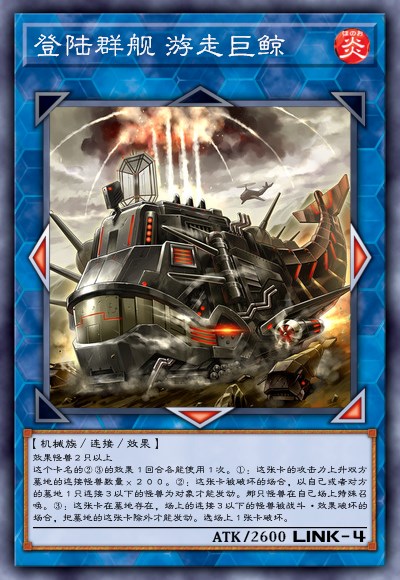 登陆群舰 游走巨鲸
ほのお
炎
【机械族／连接／效果】
效果怪兽２只以上
这个卡名的②③的效果１回合各能使用１次。①：这张卡的攻击力上升双方
墓地的连接怪兽数量×２００。②：这张卡被破坏的场合，以自己或者对方
的墓地１只连接３以下的怪兽为对象才能发动。那只怪兽在自己场上特殊召
唤。③：这张卡在墓地存在，场上的连接３以下的怪兽被战斗·效果破坏的
场合，把墓地的这张卡除外才能发动。选场上１张卡破坏。
ATK/2600 LINK-4